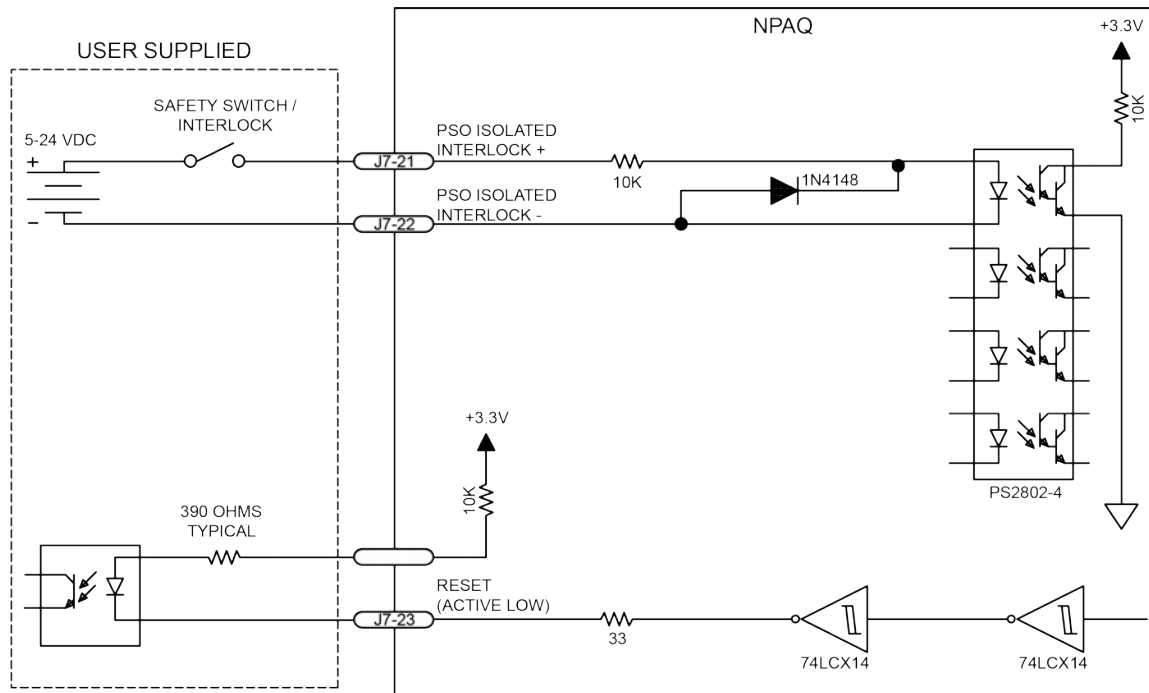 NPAQ
+3.3V
10K
USER SUPPLIED
SAFETY SWITCH /
INTERLOCK
5-24 VDC
+
-
J7-21
PSO ISOLATED
INTERLOCK +
10K
1N4148
J7-22
PSO ISOLATED
INTERLOCK -
PS2802-4
+3.3V
10K
390 OHMS
TYPICAL
RESET
(ACTIVE LOW)
J7-23
33
74LCX14
74LCX14